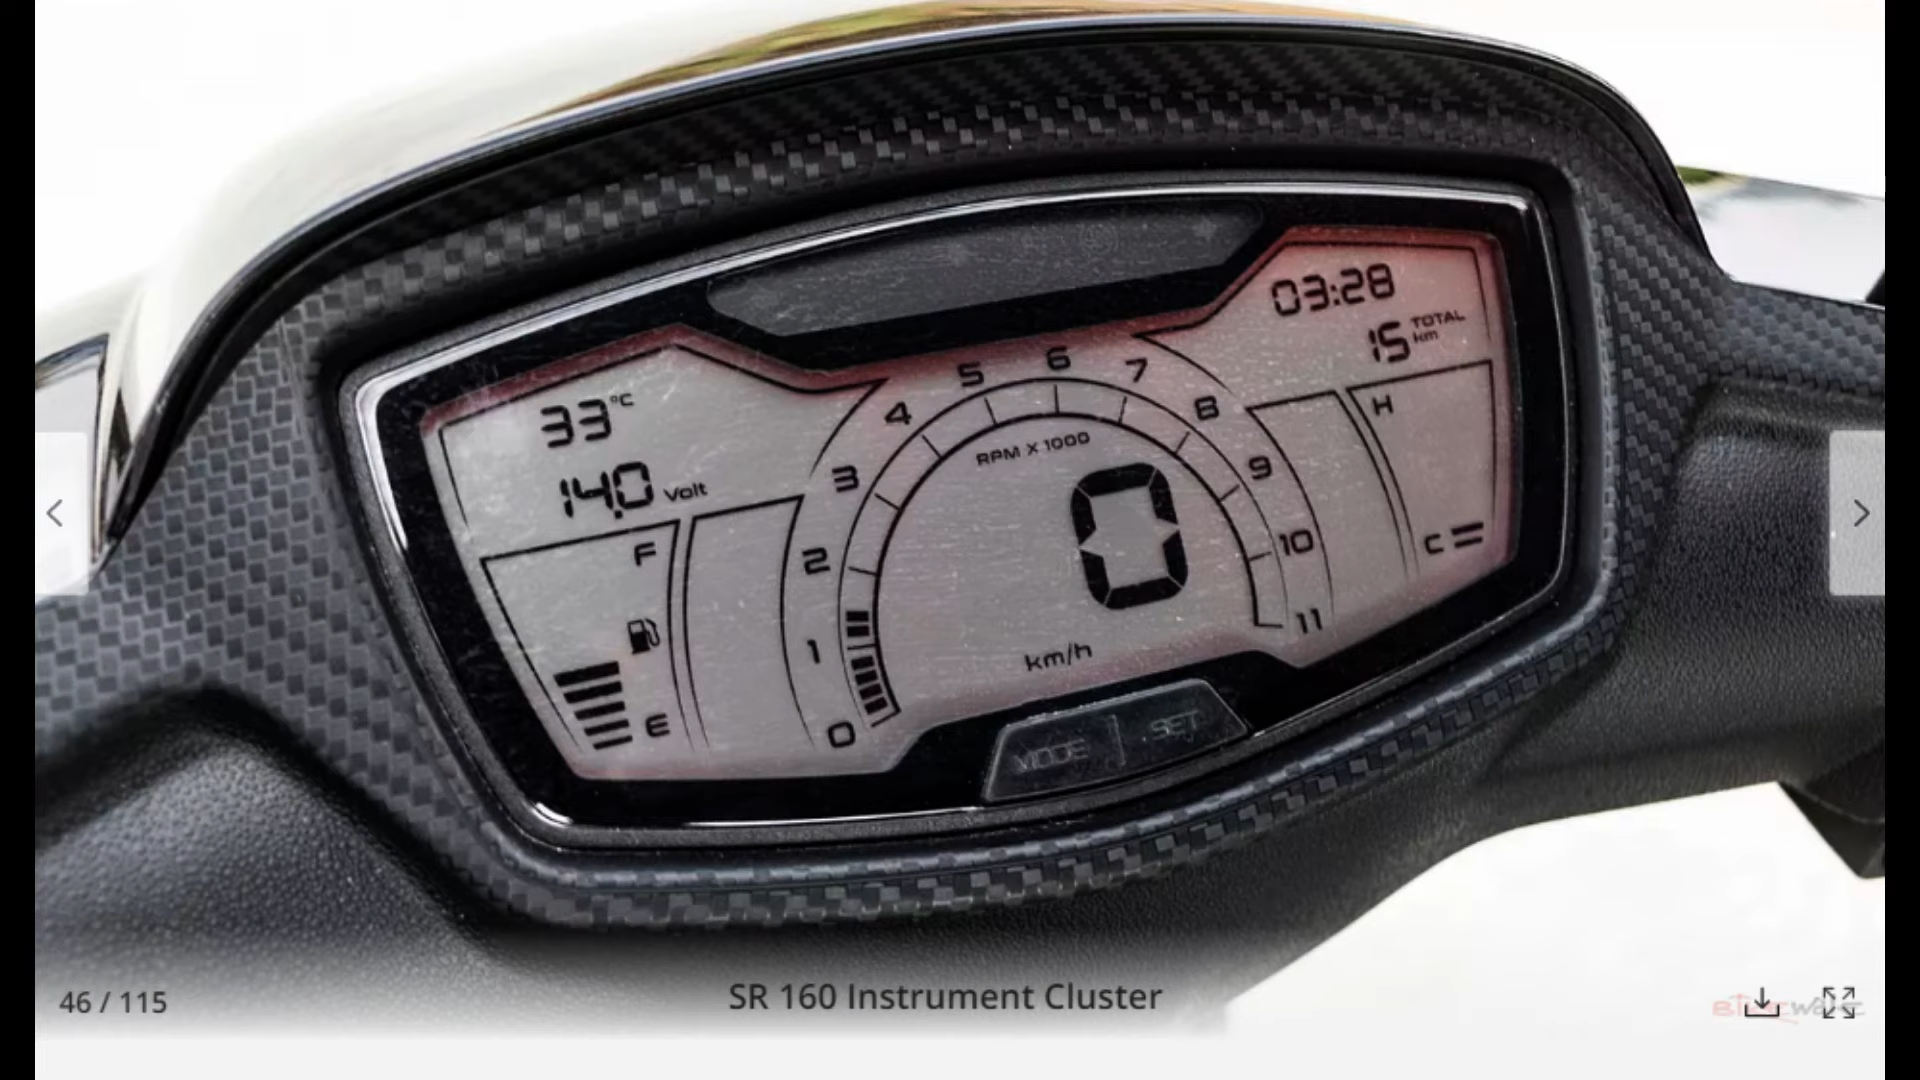 03:28
15 TOTAL km
33°C
14.0 Volt
5 6 7
4 8
RPM X 1000
3 9
2 10
1 11
0
F
E
H
C
0
km/h
MODE | SET
46 / 115
SR 160 Instrument Cluster
BIKEWALE